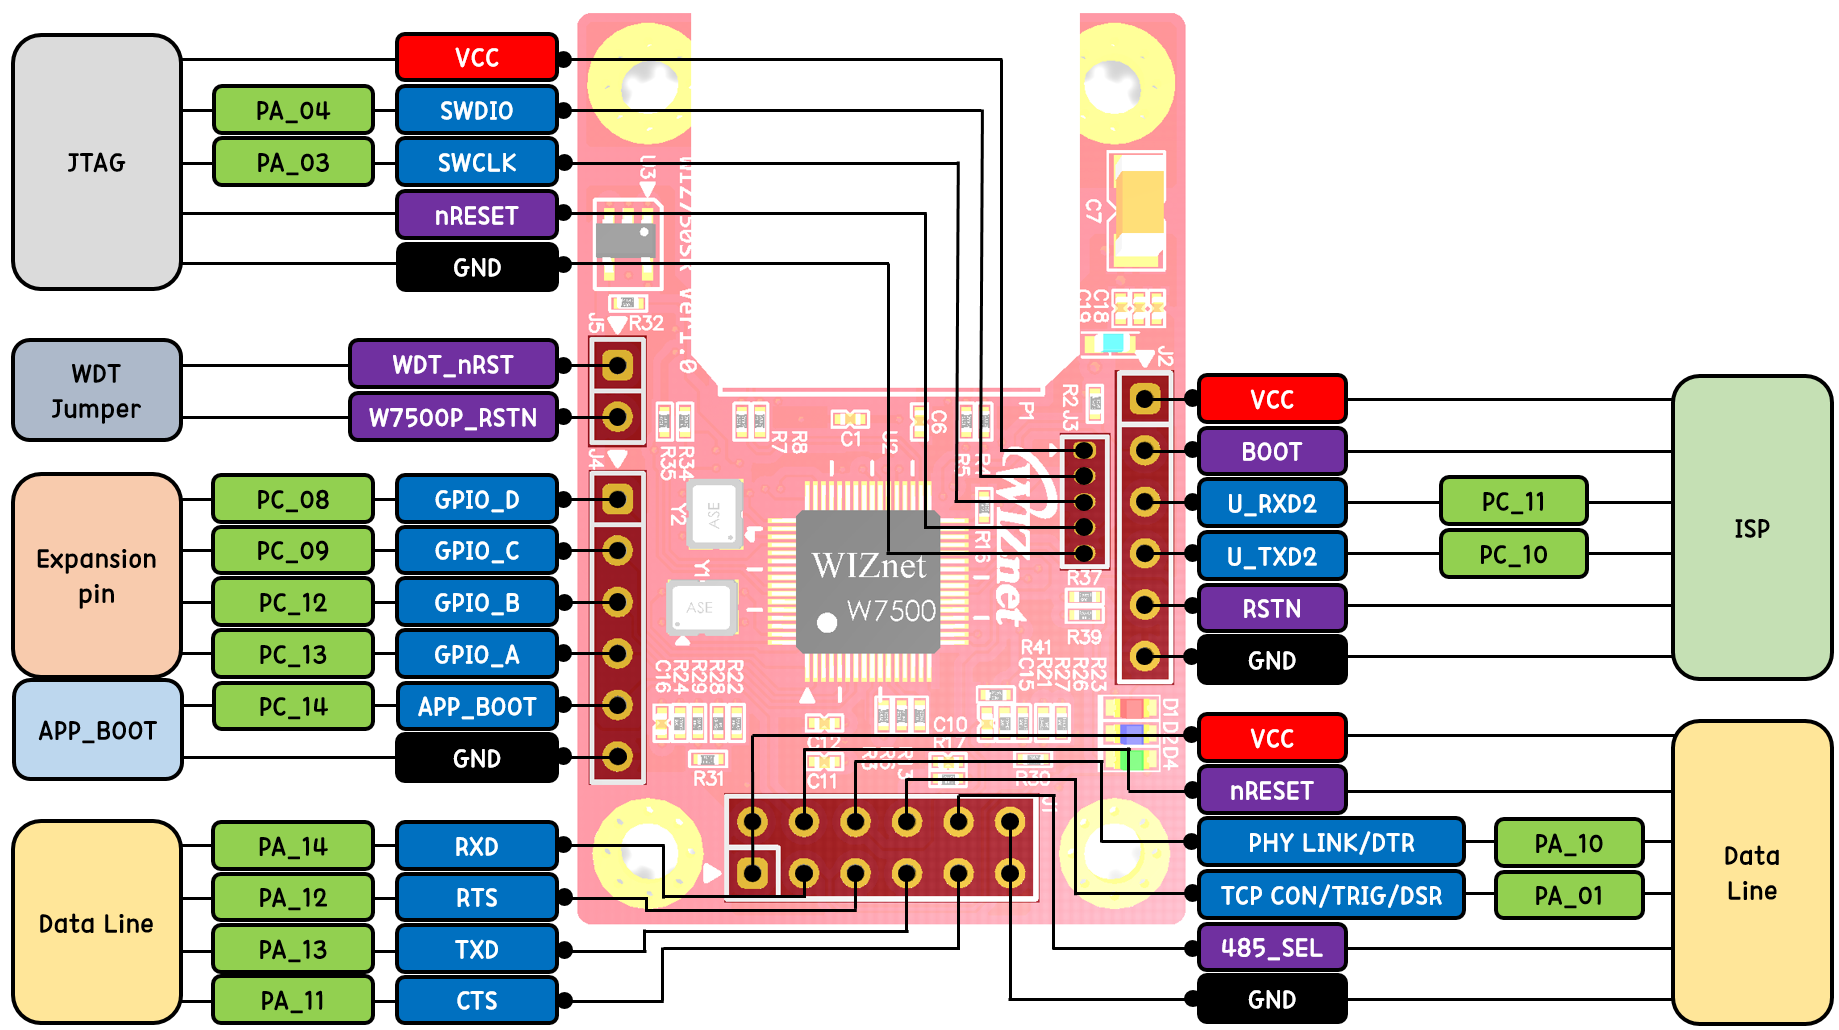 JTAG
VCC
PA_04
SWDIO
PA_03
SWCLK
nRESET
GND
WDT
Jumper
WDT_nRST
W7500P_RSTN
Expansion
pin
PC_08
GPIO_D
PC_09
GPIO_C
PC_12
GPIO_B
PC_13
GPIO_A
APP_BOOT
PC_14
APP_BOOT
GND
Data Line
PA_14
RXD
PA_12
RTS
PA_13
TXD
PA_11
CTS
U3
R32
J5
J4
R35
R34
R7
R8
C1
U2
C6
R5
P1
R2
J3
J2
C7
C19
C18
Y2
ASE
Y1
ASE
WIZnet
W7500
WIZnet
R37
R39
R41
C16
R24
R29
R28
R22
R31
C12
C11
C10
R17
C15
R21
R27
R26
R23
R30
D1
D2
D4
J1
VCC
BOOT
U_RXD2
PC_11
U_TXD2
PC_10
RSTN
GND
ISP
VCC
nRESET
PHY LINK/DTR
PA_10
TCP CON/TRIG/DSR
PA_01
485_SEL
GND
Data
Line